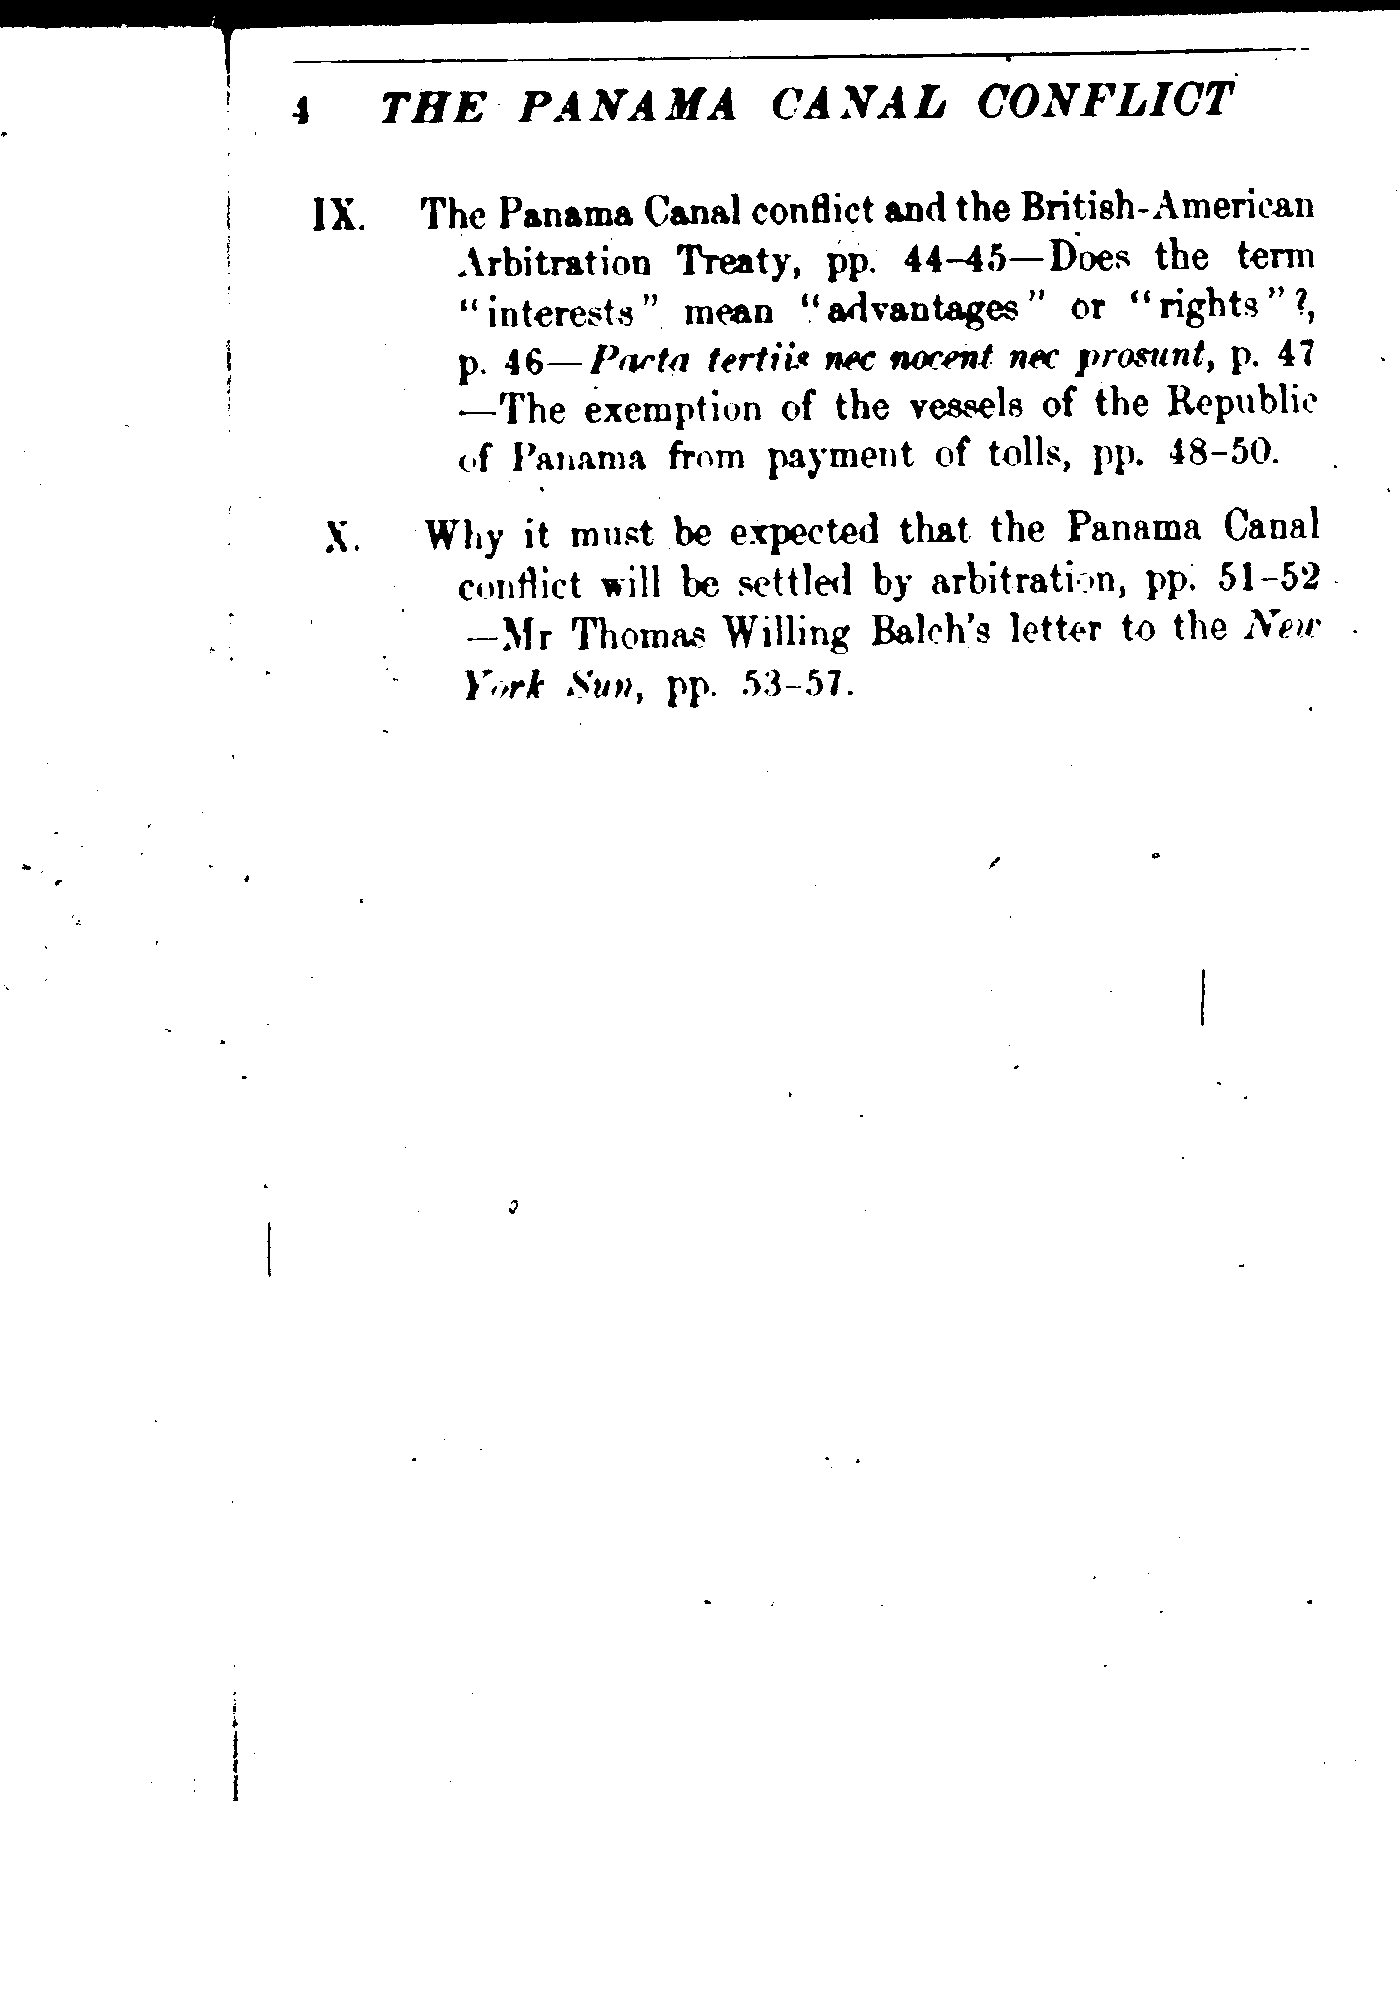 4 THE PANAMA CANAL CONFLICT
IX. The Panama Canal conflict and the British-American
Arbitration Treaty, pp. 44–45—Does the term
“interests” mean “advantages” or “rights”?,
p. 46—Pacta tertiis nec nocent nec prosunt, p. 47
—The exemption of the vessels of the Republic
of Panama from payment of tolls, pp. 48–50.
X. Why it must be expected that the Panama Canal
conflict will be settled by arbitration, pp. 51–52
—Mr Thomas Willing Balch’s letter to the New
York Sun, pp. 53–57.